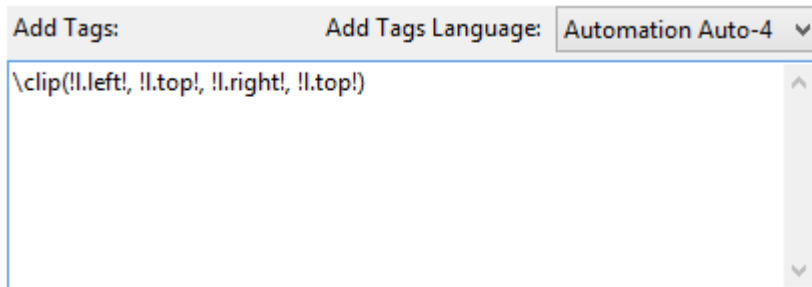 Add Tags: Add Tags Language: Automation Auto-4
\clip(!l.left!, !l.top!, !l.right!, !l.top!)